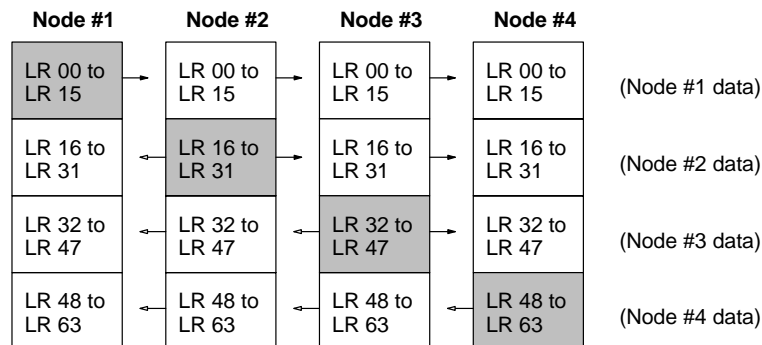 Node #1 Node #2 Node #3 Node #4
LR 00 to LR 00 to LR 00 to LR 00 to
LR 15 LR 15 LR 15 LR 15 (Node #1 data)
LR 16 to LR 16 to LR 16 to LR 16 to
LR 31 LR 31 LR 31 LR 31 (Node #2 data)
LR 32 to LR 32 to LR 32 to LR 32 to
LR 47 LR 47 LR 47 LR 47 (Node #3 data)
LR 48 to LR 48 to LR 48 to LR 48 to
LR 63 LR 63 LR 63 LR 63 (Node #4 data)